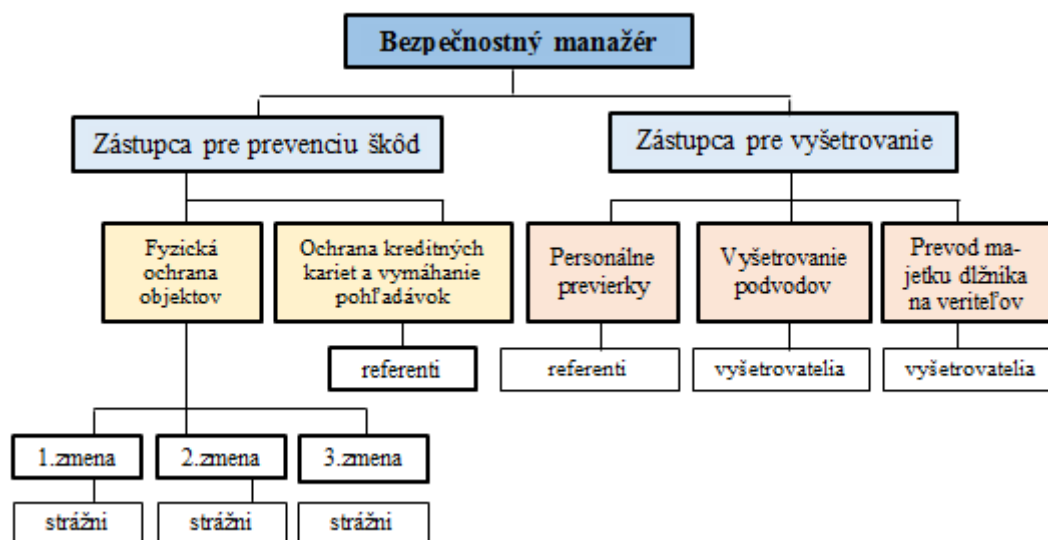 Bezpečnostný manažér
Zástupca pre prevenciu škôd
Zástupca pre vyšetrovanie
Fyzická
ochrana
objektov
Ochrana kreditných
kariet a vymáhanie
pohľadávok
Personálne
previerky
Vyšetrovanie
podvodov
Prevod ma-
jetku dlžníka
na veriteľov
referenti
referenti
vyšetrovatelia
vyšetrovatelia
1.zmena
2.zmena
3.zmena
strážni
strážni
strážni